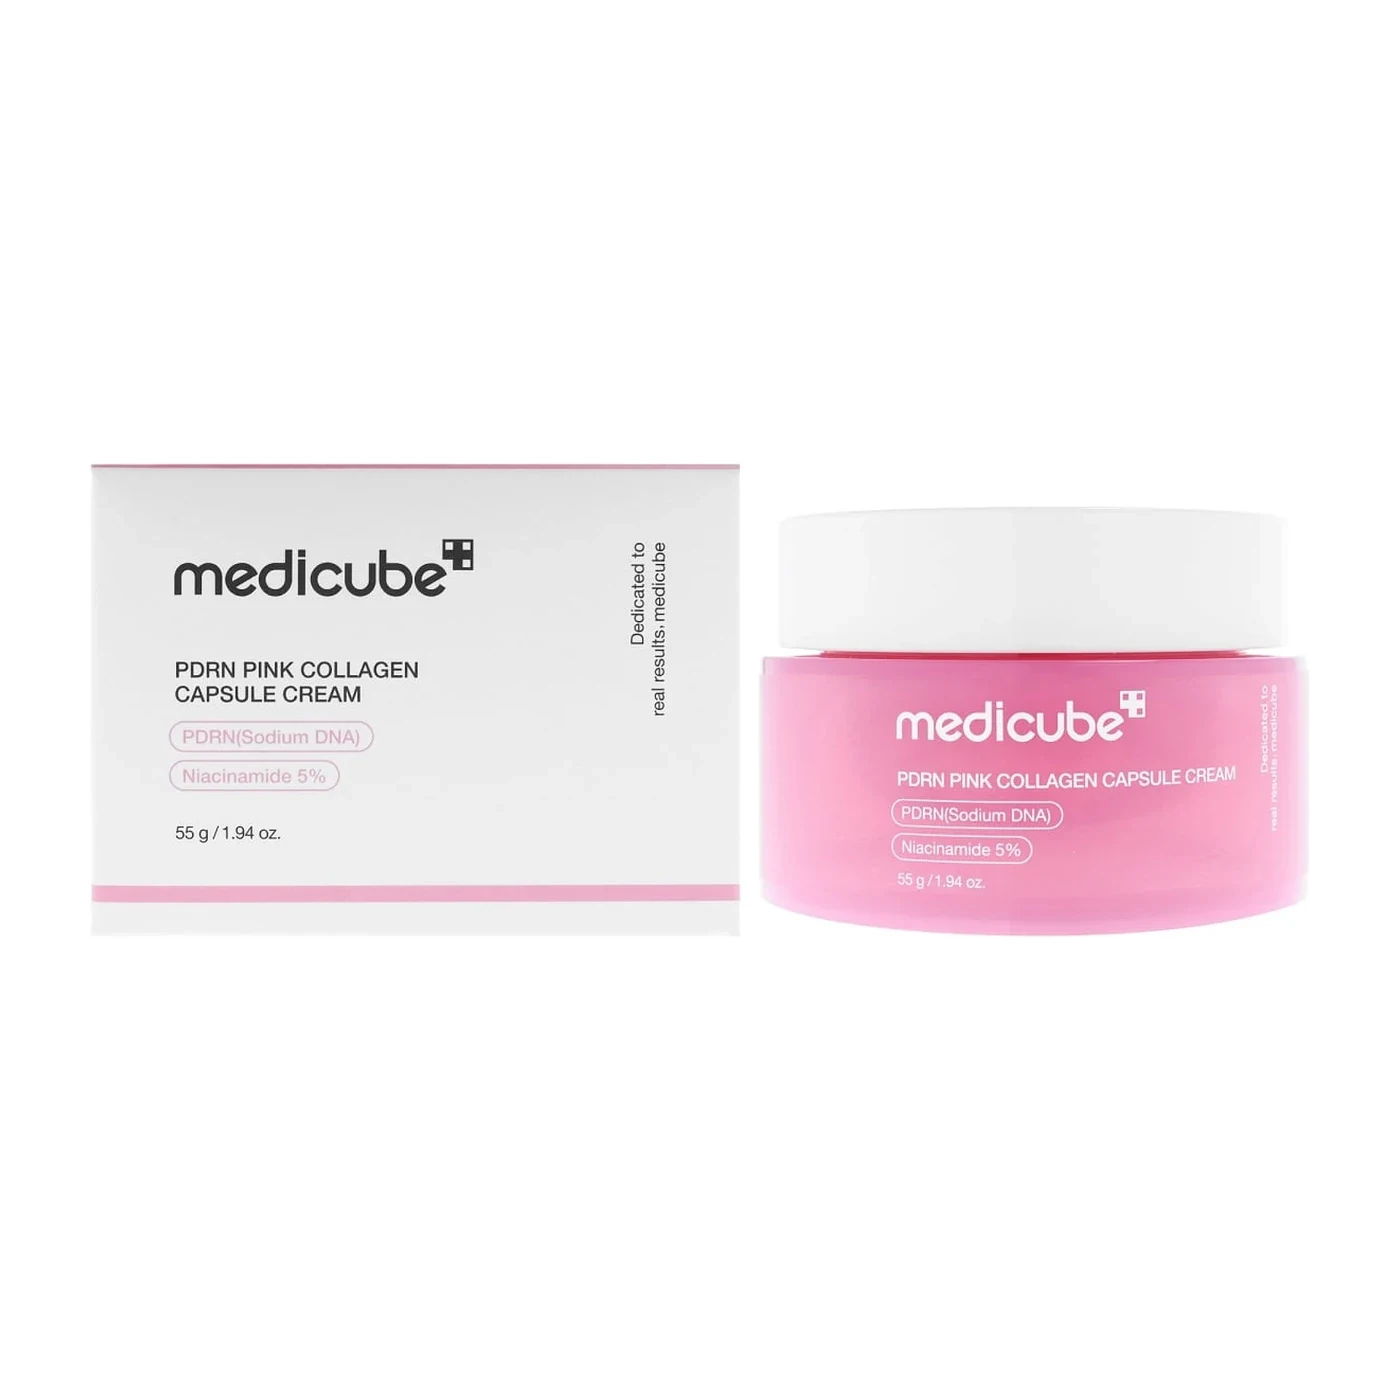 medicube
PDRN PINK COLLAGEN
CAPSULE CREAM
PDRN(Sodium DNA)
Niacinamide 5%
55 g / 1.94 oz.
Dedicated to
real results, medicube
medicube
PDRN PINK COLLAGEN CAPSULE CREAM
PDRN(Sodium DNA)
Niacinamide 5%
55 g / 1.94 oz.
Dedicated to
real results, medicube